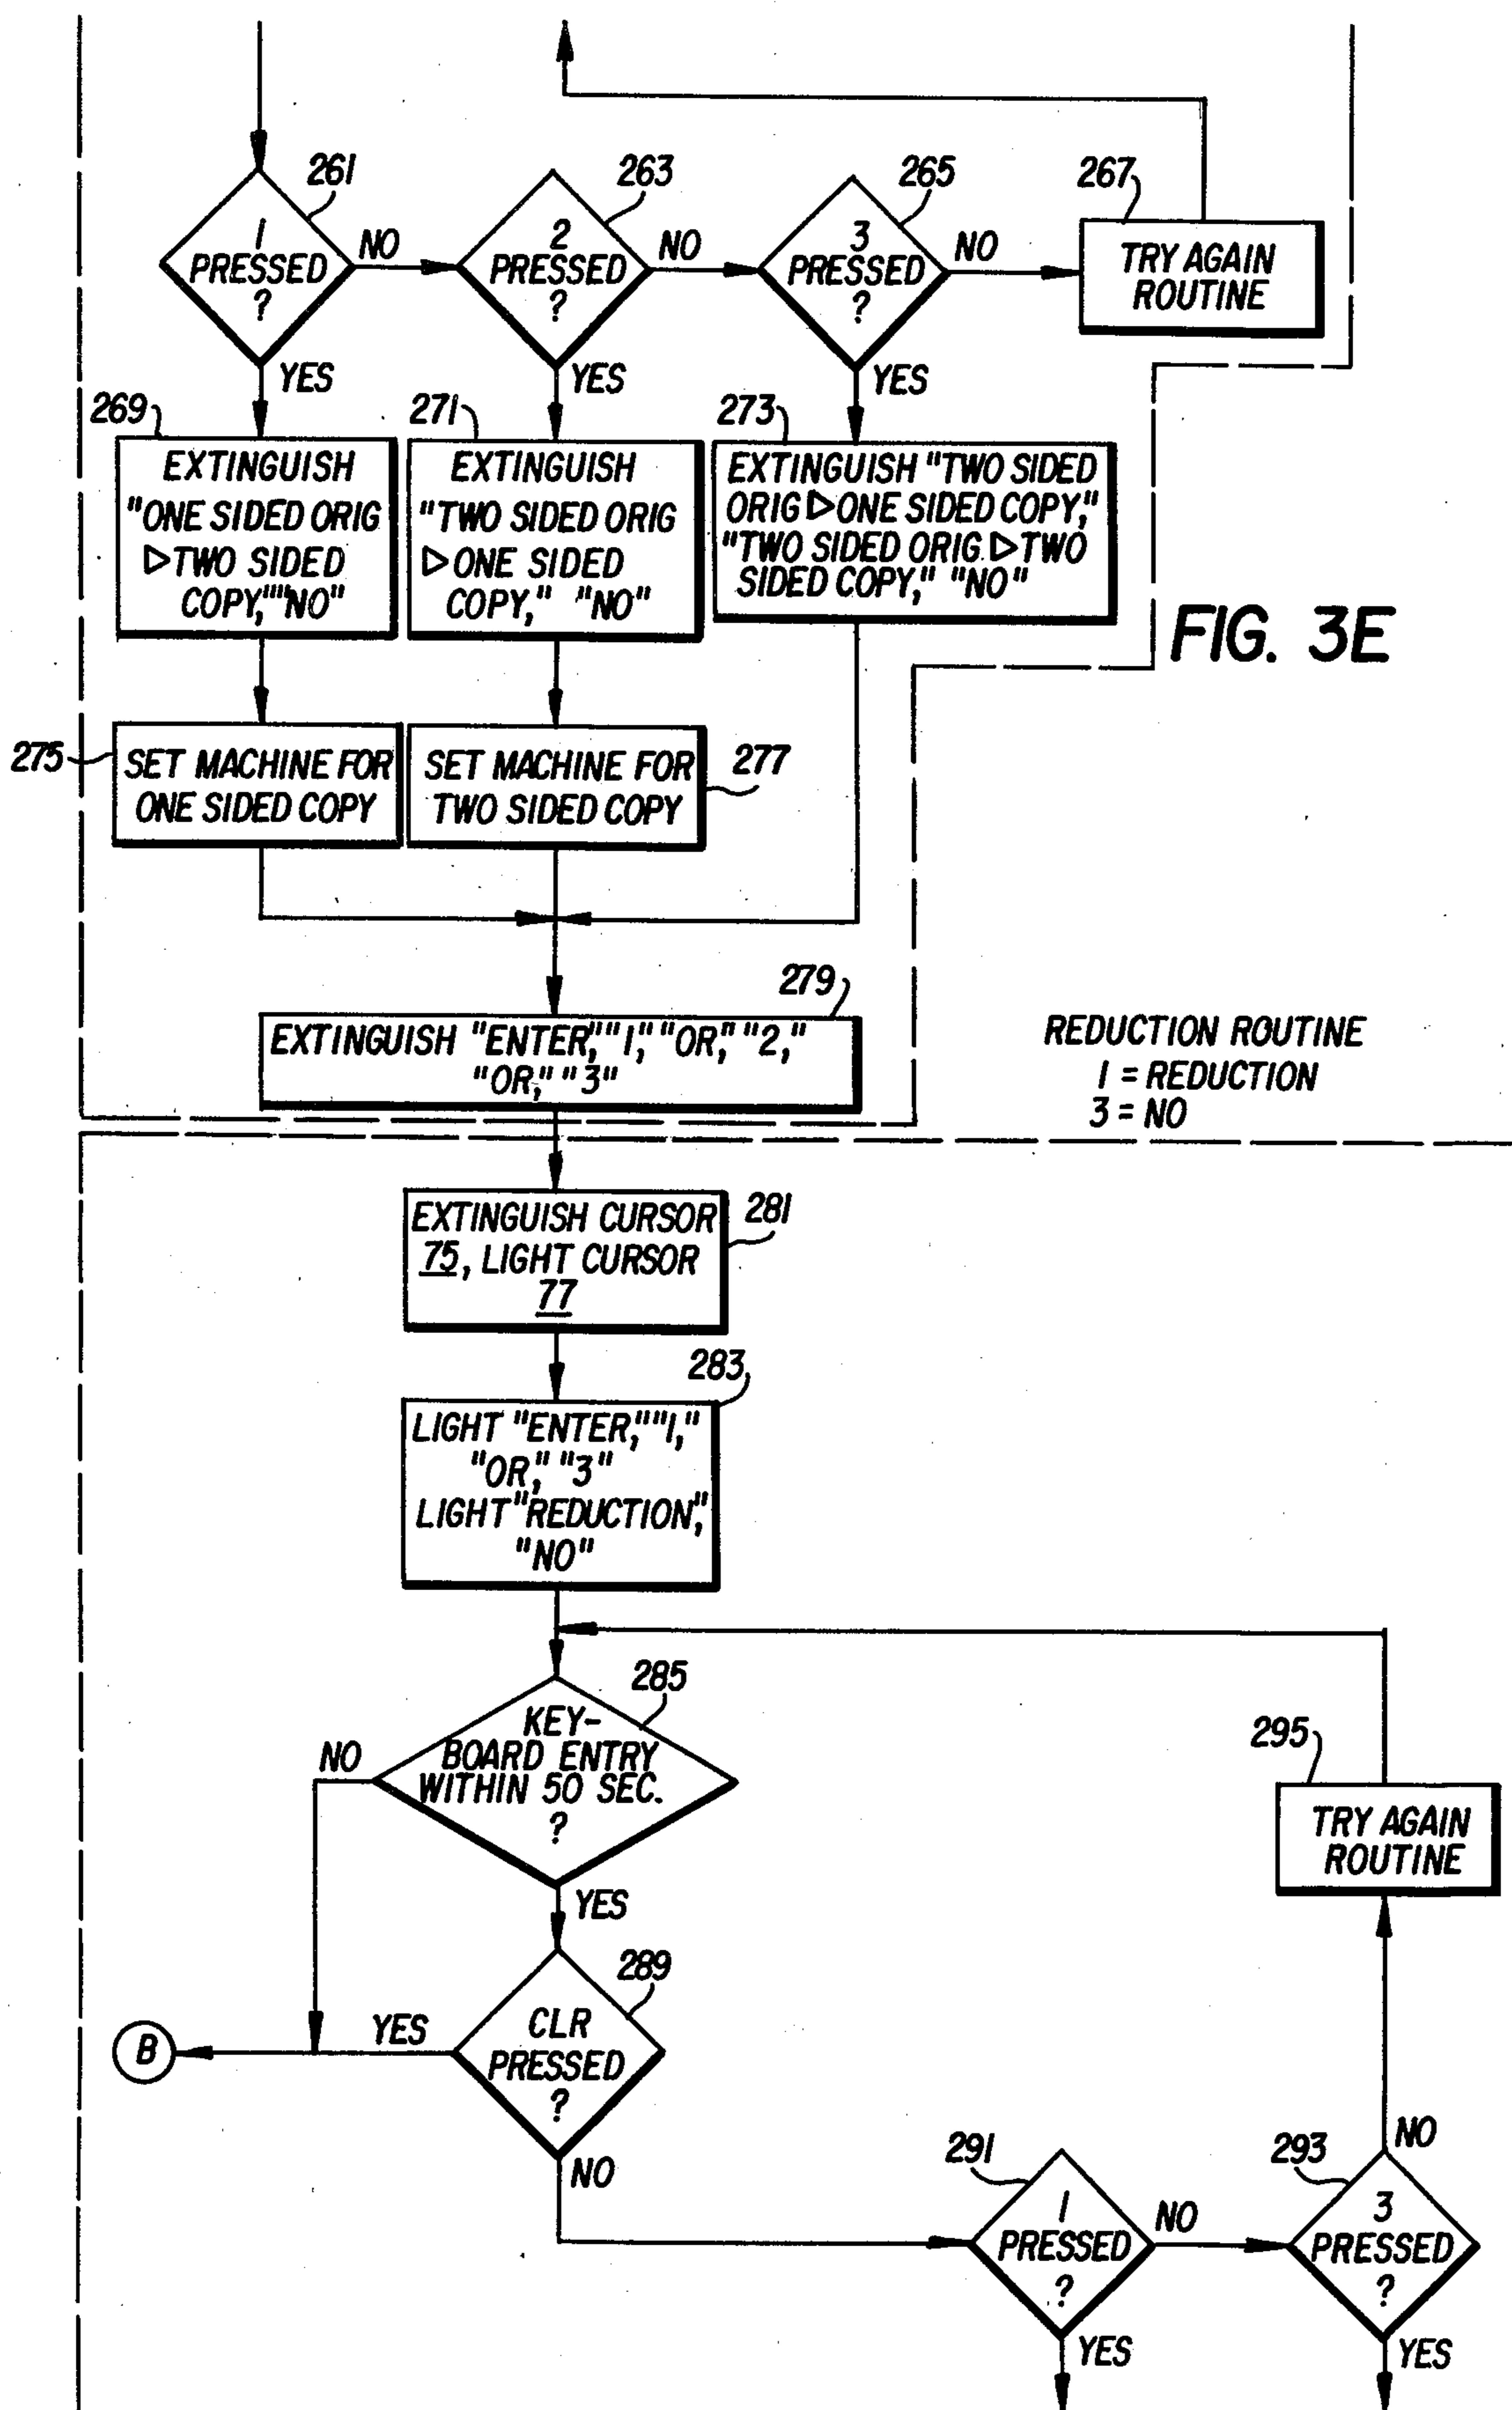 261
263
265
267
1
PRESSED
?
NO
2
PRESSED
?
NO
3
PRESSED
?
NO
TRY AGAIN
ROUTINE
YES
YES
YES
269
271
273
EXTINGUISH
"ONE SIDED ORIG
▷TWO SIDED
COPY,""NO"
EXTINGUISH
"TWO SIDED ORIG
▷ONE SIDED
COPY," "NO"
EXTINGUISH "TWO SIDED
ORIG▷ONE SIDED COPY,"
"TWO SIDED ORIG.▷TWO
SIDED COPY," "NO"
FIG. 3E
275
SET MACHINE FOR
ONE SIDED COPY
SET MACHINE FOR
TWO SIDED COPY
277
279
EXTINGUISH "ENTER,""1,""OR,""2,"
"OR,""3"
REDUCTION ROUTINE
1 = REDUCTION
3 = NO
281
EXTINGUISH CURSOR
75, LIGHT CURSOR
77
283
LIGHT "ENTER,""1,"
"OR,""3"
LIGHT"REDUCTION",
"NO"
285
KEY-
BOARD ENTRY
WITHIN 50 SEC.
?
NO
YES
295
TRY AGAIN
ROUTINE
289
CLR
PRESSED
?
YES
B
NO
291
1
PRESSED
?
NO
293
3
PRESSED
?
NO
YES
YES